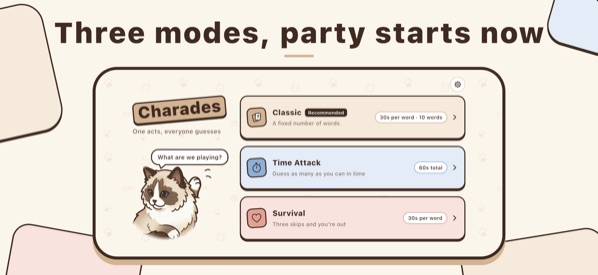 Three modes, party starts now
Charades
One acts, everyone guesses
What are we playing?
Classic Recommended
A fixed number of words
30s per word · 10 words
Time Attack
Guess as many as you can in time
60s total
Survival
Three skips and you're out
30s per word